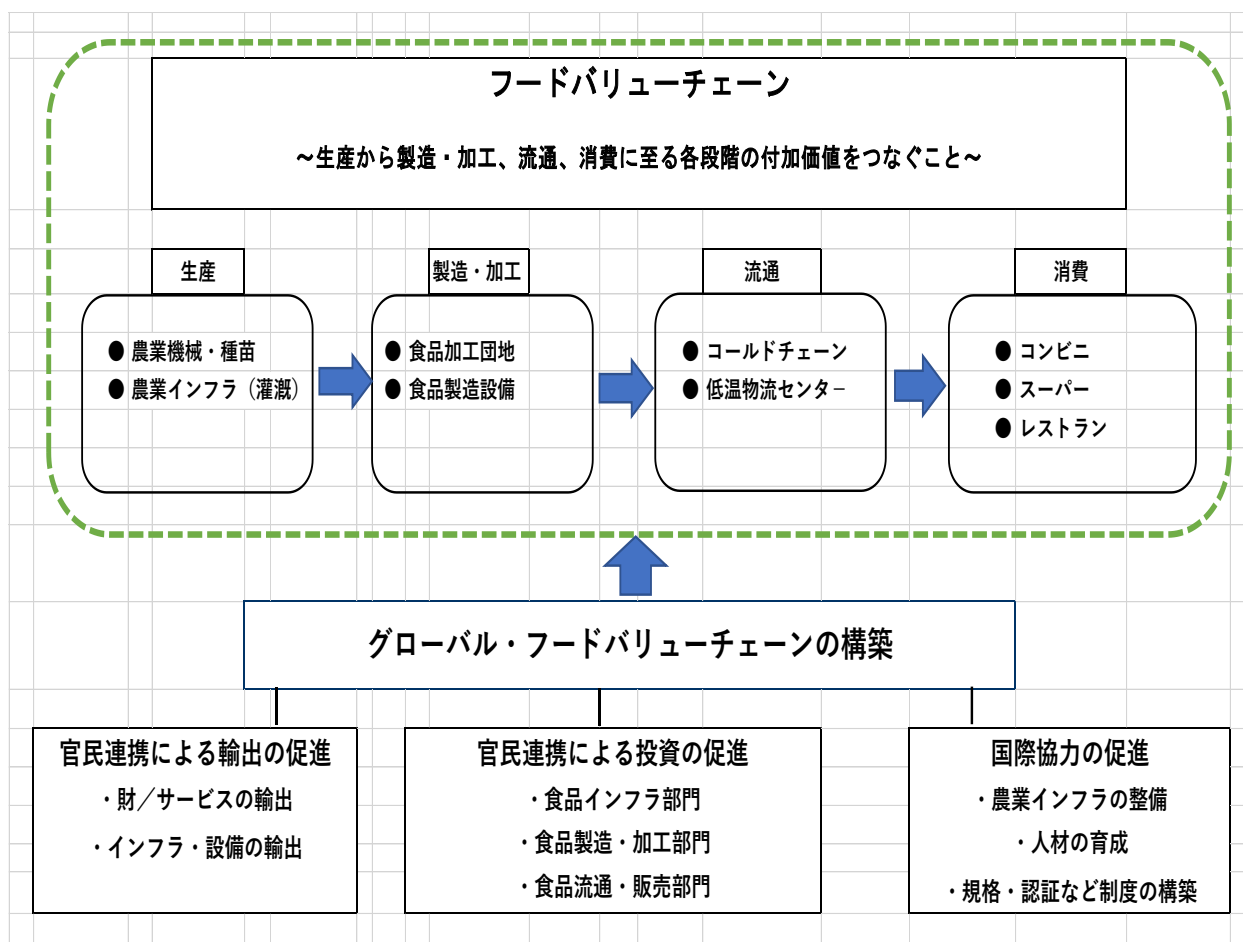 フードバリューチェーン
～生産から製造・加工、流通、消費に至る各段階の付加価値をつなぐこと～
生産
● 農業機械・種苗
● 農業インフラ（灌漑）
製造・加工
● 食品加工団地
● 食品製造設備
流通
● コールドチェーン
● 低温物流センター
消費
● コンビニ
● スーパー
● レストラン
グローバル・フードバリューチェーンの構築
官民連携による輸出の促進
・財／サービスの輸出
・インフラ・設備の輸出
官民連携による投資の促進
・食品インフラ部門
・食品製造・加工部門
・食品流通・販売部門
国際協力の促進
・農業インフラの整備
・人材の育成
・規格・認証など制度の構築